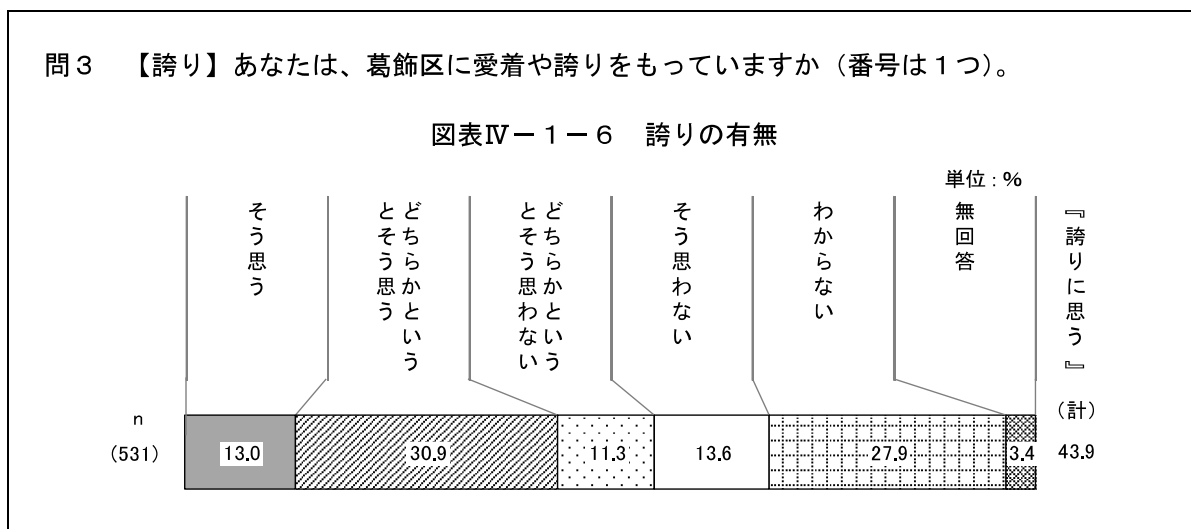 問３　【誇り】あなたは、葛飾区に愛着や誇りをもっていますか（番号は１つ）。
図表Ⅳ－１－６　誇りの有無
単位：％
そう思う
どちらかという
とそう思う
どちらかという
とそう思わない
そう思わない
わからない
無回答
『誇りに思う』
（計）
n
(531)
13.0
30.9
11.3
13.6
27.9
3.4
43.9